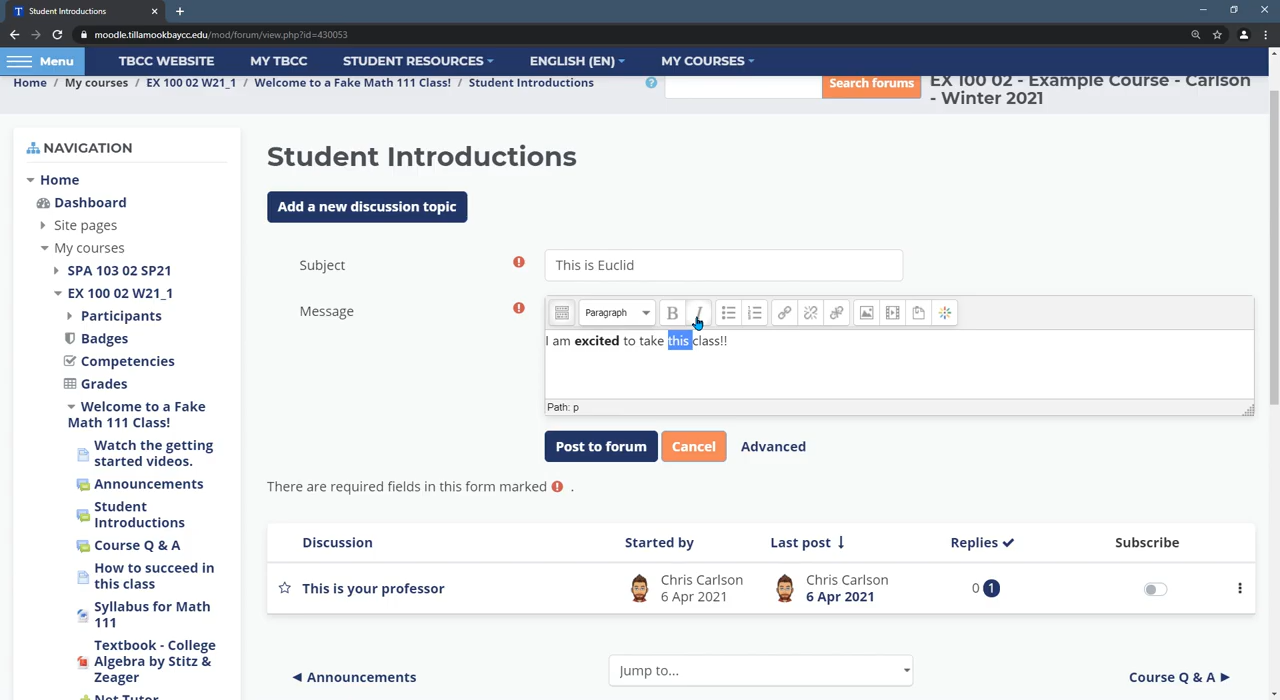 Student Introductions
moodle.tillamookbaycc.edu/mod/forum/view.php?id=430053
Menu
TBCC WEBSITE
MY TBCC
STUDENT RESOURCES
ENGLISH (EN)
MY COURSES
Home / My courses / EX 100 02 W21_1 / Welcome to a Fake Math 111 Class! / Student Introductions
Search forums
EX 100 02 - Example Course - Carlson
- Winter 2021
NAVIGATION
Home
Dashboard
Site pages
My courses
SPA 103 02 SP21
EX 100 02 W21_1
Participants
Badges
Competencies
Grades
Welcome to a Fake
Math 111 Class!
Watch the getting
started videos.
Announcements
Student
Introductions
Course Q & A
How to succeed in
this class
Syllabus for Math
111
Textbook - College
Algebra by Stitz &
Zeager
Net Tutor
Student Introductions
Add a new discussion topic
Subject
This is Euclid
Message
Paragraph
B
I
I am excited to take this class!!
Path: p
Post to forum
Cancel
Advanced
There are required fields in this form marked .
Discussion
Started by
Last post ↓
Replies
Subscribe
This is your professor
Chris Carlson
6 Apr 2021
Chris Carlson
6 Apr 2021
0 1
◄ Announcements
Jump to...
Course Q & A ►